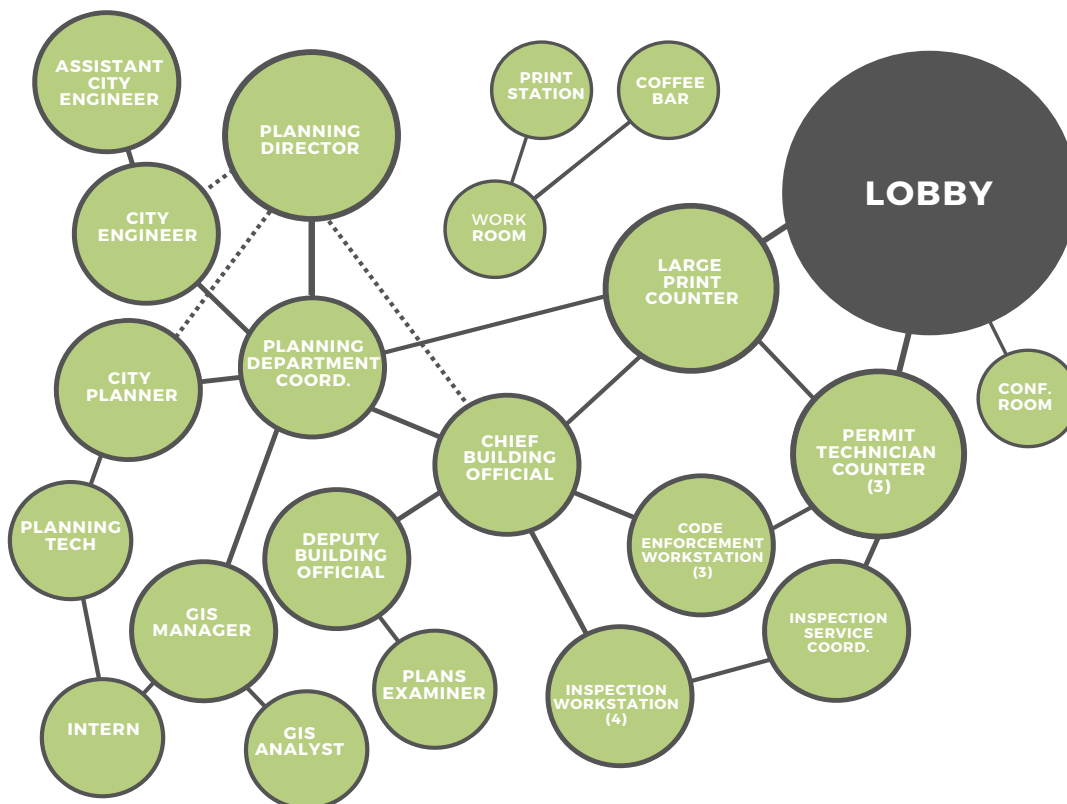 ASSISTANT
CITY
ENGINEER
PLANNING
DIRECTOR
PRINT
STATION
COFFEE
BAR
LOBBY
CITY
ENGINEER
WORK
ROOM
LARGE
PRINT
COUNTER
PLANNING
DEPARTMENT
COORD.
CITY
PLANNER
CONF.
ROOM
CHIEF
BUILDING
OFFICIAL
PERMIT
TECHNICIAN
COUNTER
(3)
PLANNING
TECH
DEPUTY
BUILDING
OFFICIAL
CODE
ENFORCEMENT
WORKSTATION
(3)
GIS
MANAGER
INSPECTION
SERVICE
COORD.
PLANS
EXAMINER
INSPECTION
WORKSTATION
(4)
INTERN
GIS
ANALYST